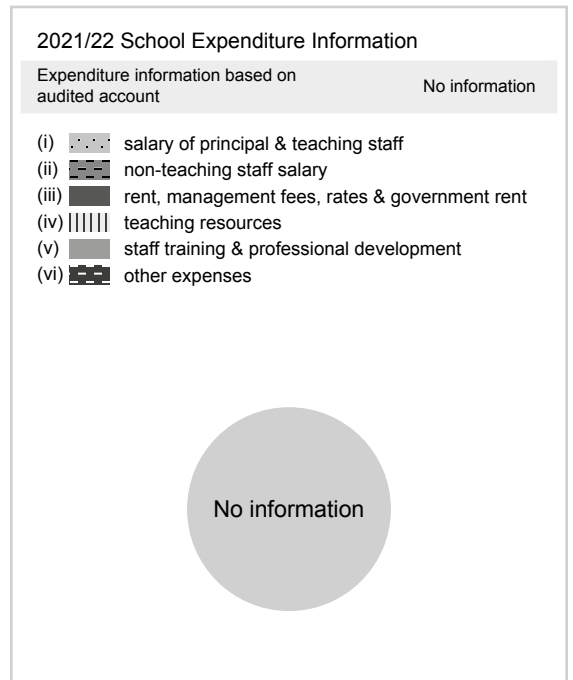 2021/22 School Expenditure Information
Expenditure information based on
audited account
No information
(i) salary of principal & teaching staff
(ii) non-teaching staff salary
(iii) rent, management fees, rates & government rent
(iv) teaching resources
(v) staff training & professional development
(vi) other expenses
No information